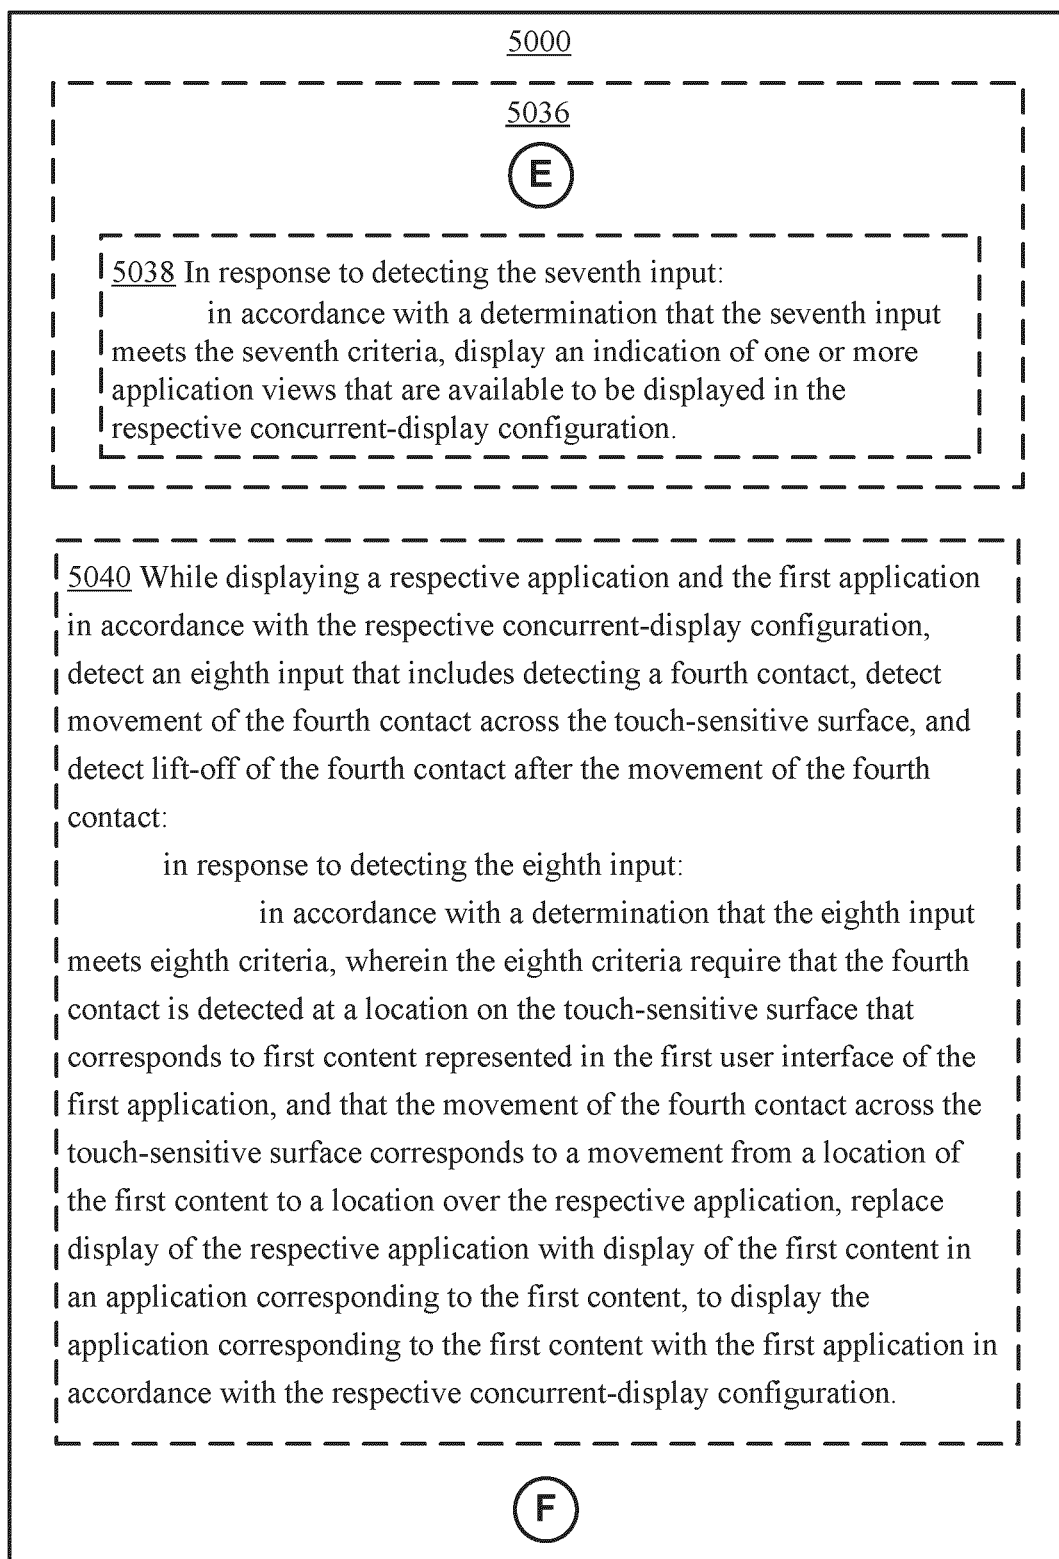 5000
5036
E
5038 In response to detecting the seventh input:
in accordance with a determination that the seventh input
meets the seventh criteria, display an indication of one or more
application views that are available to be displayed in the
respective concurrent-display configuration.
5040 While displaying a respective application and the first application
in accordance with the respective concurrent-display configuration,
detect an eighth input that includes detecting a fourth contact, detect
movement of the fourth contact across the touch-sensitive surface, and
detect lift-off of the fourth contact after the movement of the fourth
contact:
in response to detecting the eighth input:
in accordance with a determination that the eighth input
meets eighth criteria, wherein the eighth criteria require that the fourth
contact is detected at a location on the touch-sensitive surface that
corresponds to first content represented in the first user interface of the
first application, and that the movement of the fourth contact across the
touch-sensitive surface corresponds to a movement from a location of
the first content to a location over the respective application, replace
display of the respective application with display of the first content in
an application corresponding to the first content, to display the
application corresponding to the first content with the first application in
accordance with the respective concurrent-display configuration.
F